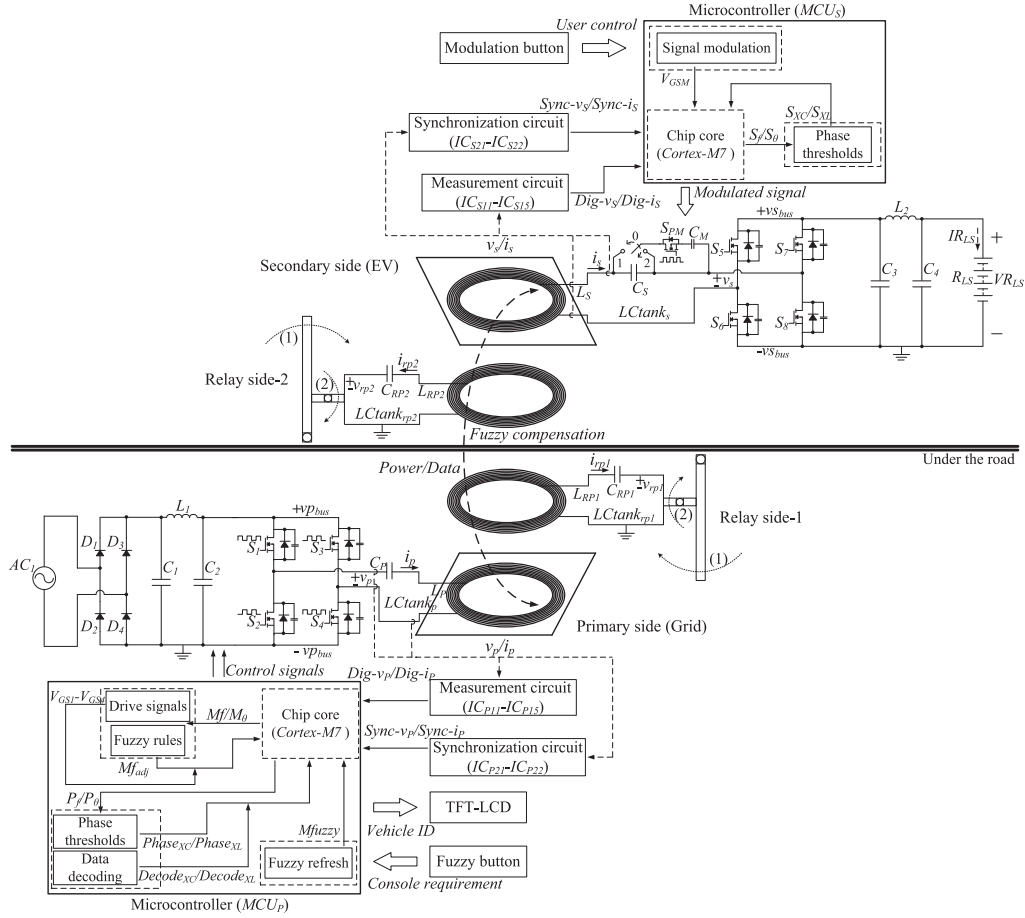 Microcontroller (MCU_S)
User control
Modulation button
Signal modulation
V_GSM
Sync-v_S/Sync-i_S
S_XC/S_XL
Synchronization circuit
(IC_S21-IC_S22)
Chip core
(Cortex-M7)
S_f/S_θ
Phase
thresholds
Measurement circuit
(IC_S11-IC_S15)
Dig-v_S/Dig-i_S
Modulated signal
v_s/i_s
+vs_bus
L_2
S_PM
C_M
0
1
2
S_5
S_7
IR_LS
+
Secondary side (EV)
i_s
L_S
C_S
+
-
v_s
C_3
C_4
R_LS
VR_LS
LCtank_s
S_6
S_8
-vs_bus
−
(1)
Relay side-2
(2)
i_rp2
+
-
v_rp2
C_RP2
L_RP2
LCtank_rp2
Fuzzy compensation
Under the road
Power/Data
i_rp1
L_RP1
C_RP1
+
-
v_rp1
LCtank_rp1
(2)
Relay side-1
(1)
L_1
+vp_bus
D_1
D_3
S_1
S_3
AC_1
C_1
C_2
C_P
i_p
+
-
v_p
L_P
LCtank_p
D_2
D_4
S_2
S_4
Primary side (Grid)
-vp_bus
v_p/i_p
Control signals
Dig-v_P/Dig-i_P
V_GS1-V_GS4
Drive signals
Mf/M_θ
Chip core
(Cortex-M7)
Measurement circuit
(IC_P11-IC_P15)
Fuzzy rules
Sync-v_P/Sync-i_P
Synchronization circuit
(IC_P21-IC_P22)
Mf_adj
P_f/P_θ
TFT-LCD
Vehicle ID
Phase
thresholds
Phase_XC/Phase_XL
Mfuzzy
Data
decoding
Decode_XC/Decode_XL
Fuzzy refresh
Fuzzy button
Console requirement
Microcontroller (MCU_P)